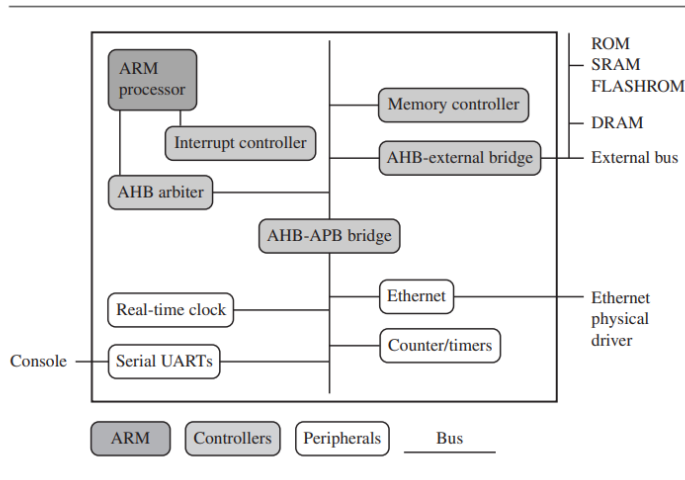 ROM
SRAM
FLASHROM
DRAM
External bus
ARM
processor
Interrupt controller
AHB arbiter
Memory controller
AHB-external bridge
AHB-APB bridge
Real-time clock
Serial UARTs
Console
Ethernet
Counter/timers
Ethernet
physical
driver
ARM
Controllers
Peripherals
Bus